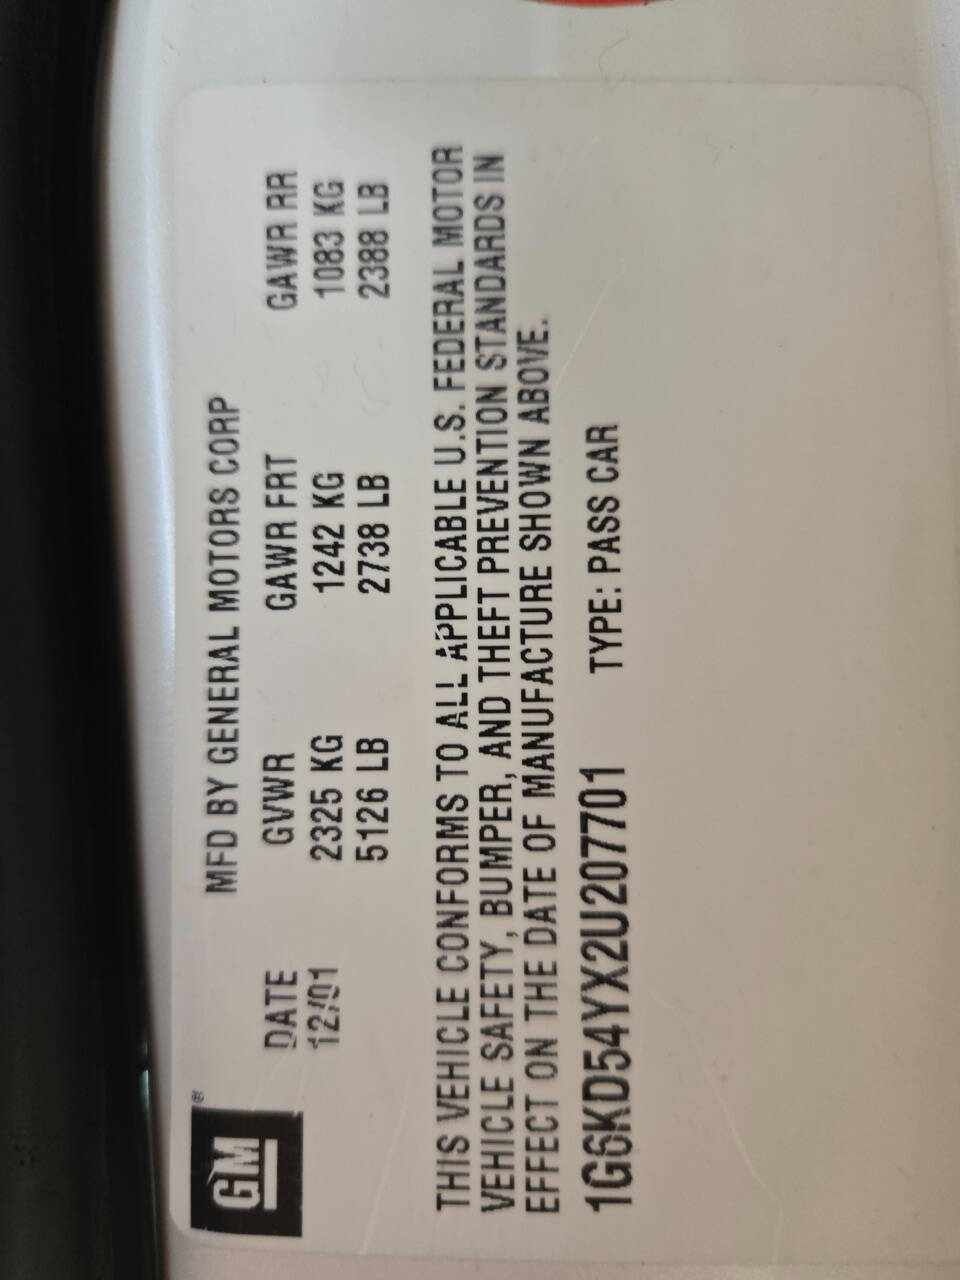 GM®
MFD BY GENERAL MOTORS CORP
DATE GVWR GAWR FRT GAWR RR
12/01 2325 KG 1242 KG 1083 KG
5126 LB 2738 LB 2388 LB
THIS VEHICLE CONFORMS TO ALL APPLICABLE U.S. FEDERAL MOTOR
VEHICLE SAFETY, BUMPER, AND THEFT PREVENTION STANDARDS IN
EFFECT ON THE DATE OF MANUFACTURE SHOWN ABOVE.
1G6KD54YX2U207701 TYPE: PASS CAR